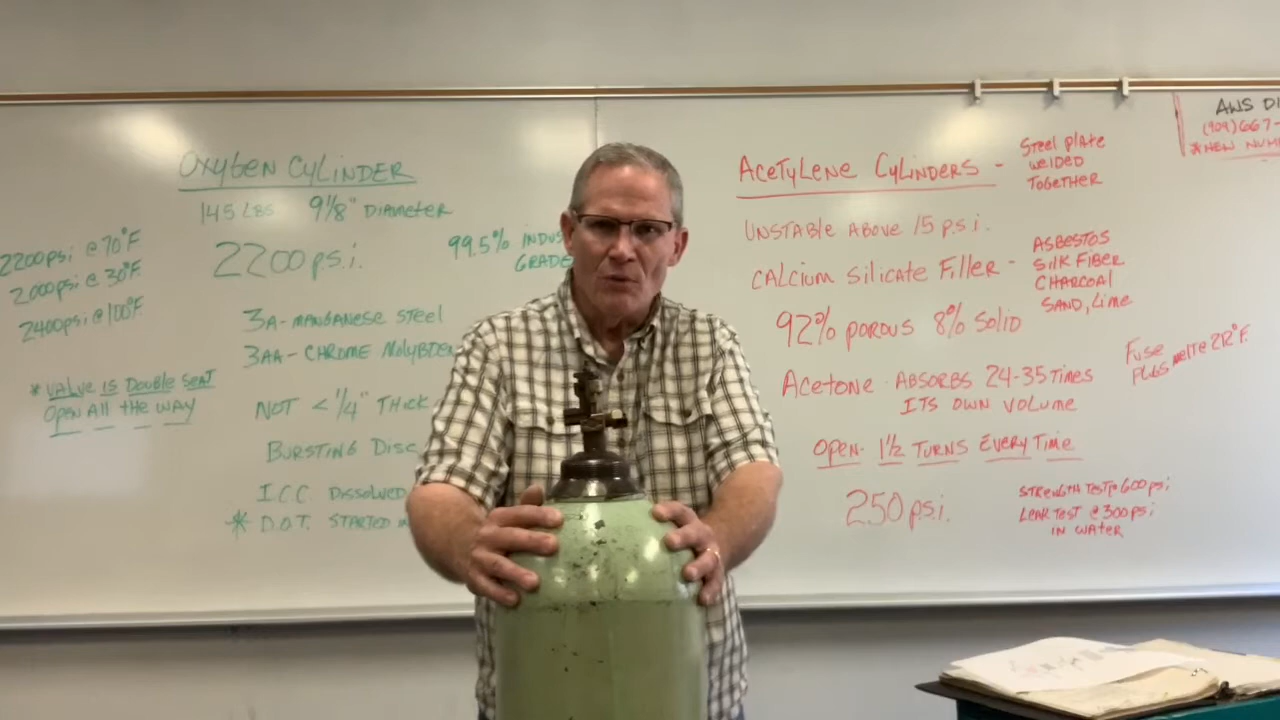 OXYGEN CYLINDER
145 LBS 9 1/8" DIAMETER
2200 psi @ 70°F
2000 psi @ 30°F
2400 psi @ 100°F
2200 p.s.i.
99.5% INDUS
GRADE
3A - MANGANESE STEEL
3AA - CHROME MOLYBDEN
* VALVE IS DOUBLE SEAT
OPEN ALL THE WAY
NOT < 1/4" THICK
BURSTING DISC
I.C.C. DISSOLVED
* D.O.T. STARTED IN
ACETYLENE CYLINDERS -
STEEL PLATE
WELDED
TOGETHER
UNSTABLE ABOVE 15 p.s.i.
CALCIUM SILICATE FILLER -
ASBESTOS
SILK FIBER
CHARCOAL
SAND, LIME
92% POROUS 8% SOLID
FUSE
PLUGS
212°F.
ACETONE - ABSORBS 24-35 TIMES
ITS OWN VOLUME
OPEN - 1 1/2 TURNS EVERY TIME
250 p.s.i.
STRENGTH TEST @ 600 psi
LEAK TEST @ 300 psi
IN WATER
AWS DI
(909) 667-
*NEW NUM